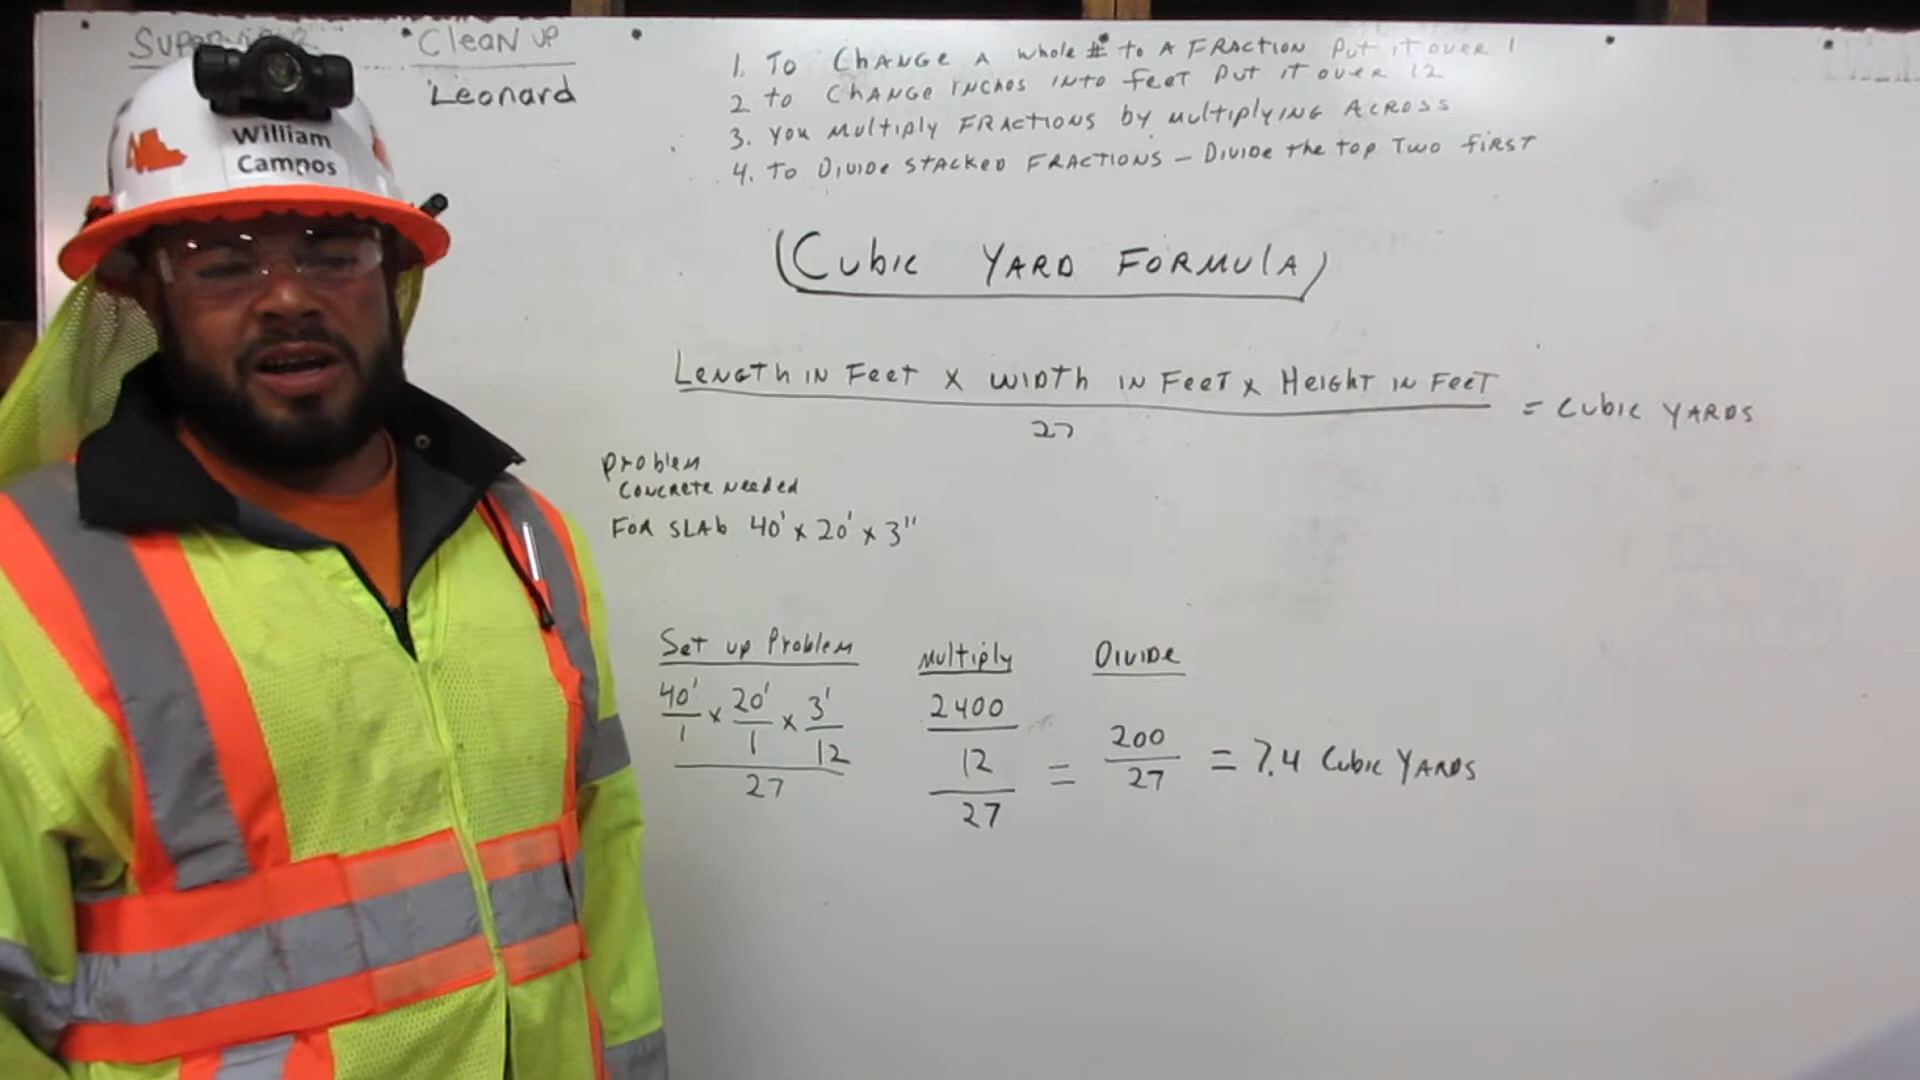 Supervisor
Clean up
Leonard
William
Campos
1. To Change a whole # to a Fraction Put it over 1
2 to Change inchos into feet Put it over 12
3. you Multiply Fractions by multiplying Across
4. To Divide stacked Fractions - Divide the top Two first
(Cubic Yard Formula)
Length in Feet x width in Feet x Height in Feet
27
= Cubic Yards
Problem
Concrete needed
For Slab 40' x 20' x 3"
Set up Problem
40'/1 x 20'/1 x 3'/12
27
Multiply
2400
12
27
=
Divide
200
27
= 7.4 Cubic Yards